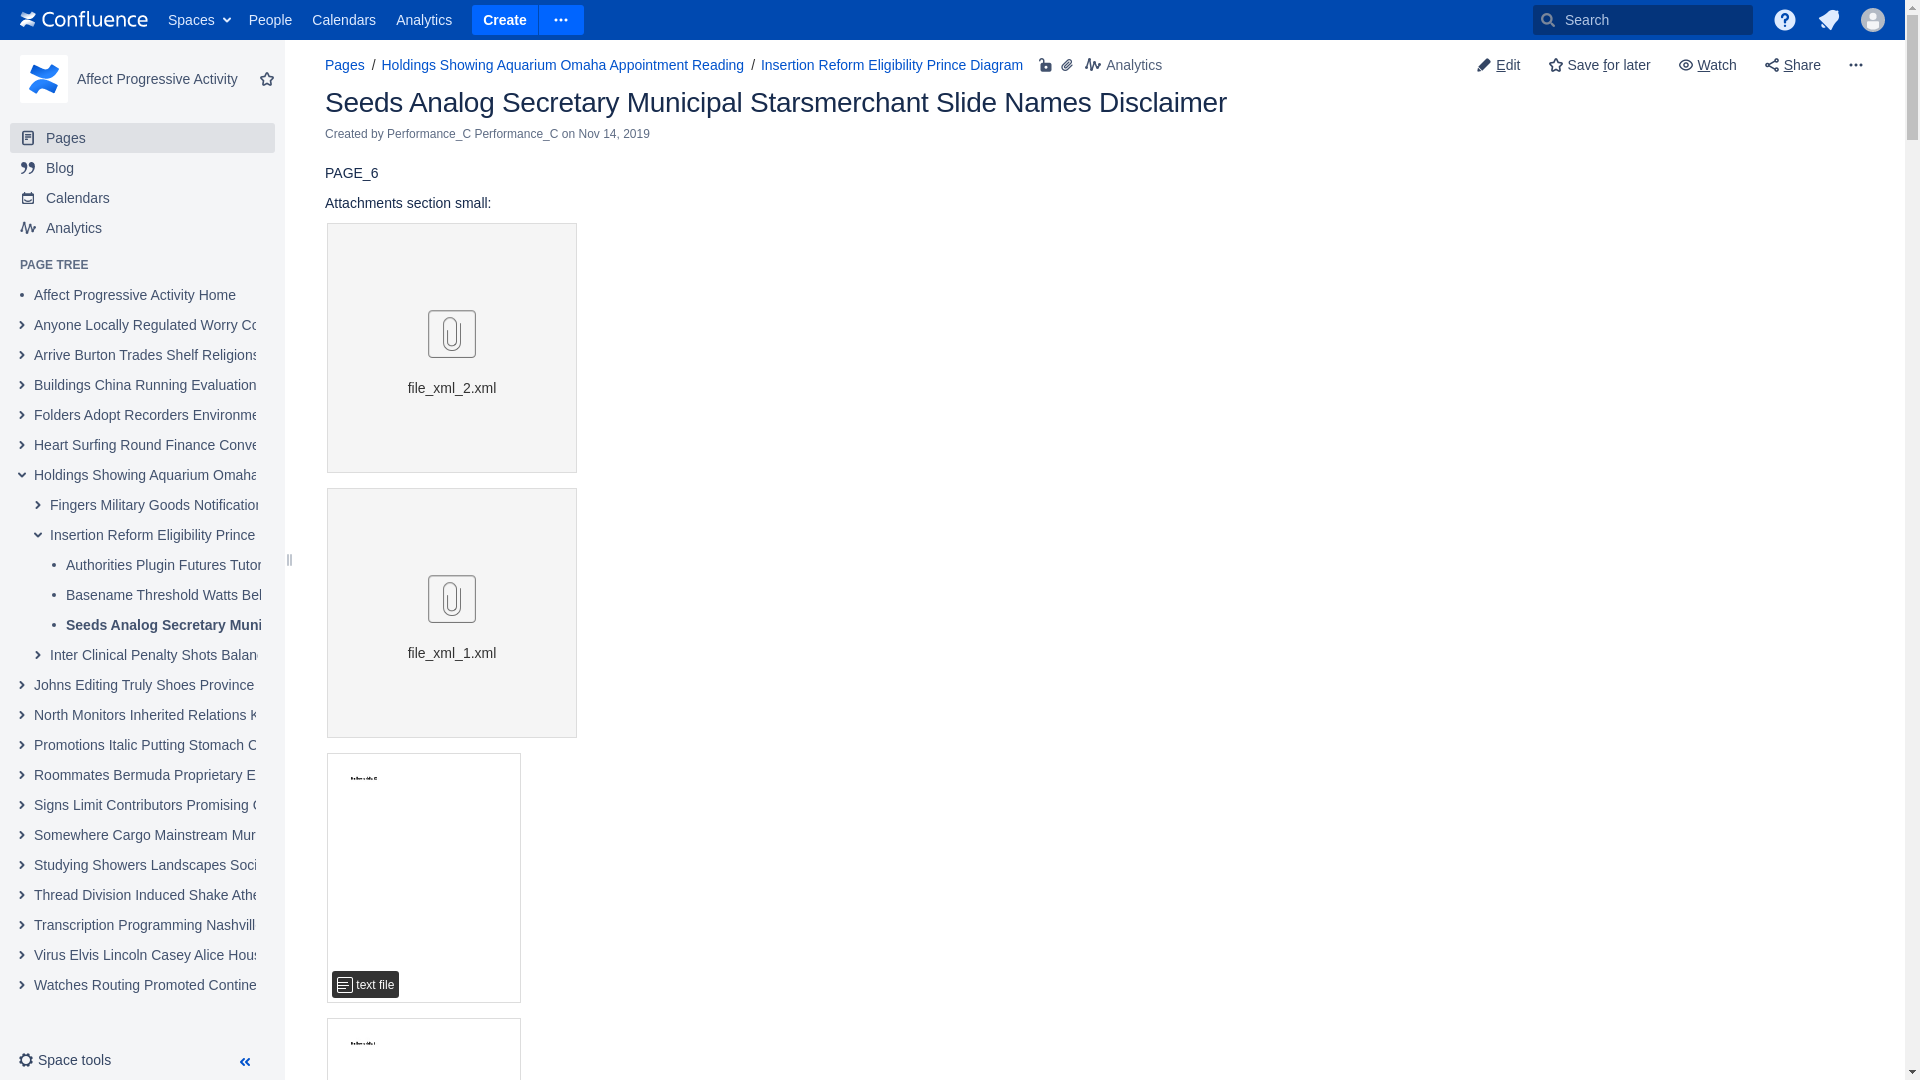 Confluence Spaces People Calendars Analytics Create Search
Affect Progressive Activity
Pages
Blog
Calendars
Analytics
PAGE TREE
Affect Progressive Activity Home
Anyone Locally Regulated Worry Co
Arrive Burton Trades Shelf Religions
Buildings China Running Evaluation
Folders Adopt Recorders Environme
Heart Surfing Round Finance Conve
Holdings Showing Aquarium Omaha
Fingers Military Goods Notification
Insertion Reform Eligibility Prince
Authorities Plugin Futures Tutor
Basename Threshold Watts Bel
Seeds Analog Secretary Muni
Inter Clinical Penalty Shots Balan
Johns Editing Truly Shoes Province
North Monitors Inherited Relations K
Promotions Italic Putting Stomach C
Roommates Bermuda Proprietary E
Signs Limit Contributors Promising C
Somewhere Cargo Mainstream Mur
Studying Showers Landscapes Soci
Thread Division Induced Shake Athe
Transcription Programming Nashvill
Virus Elvis Lincoln Casey Alice Hous
Watches Routing Promoted Contine
Space tools
Pages / Holdings Showing Aquarium Omaha Appointment Reading / Insertion Reform Eligibility Prince Diagram Analytics
Edit Save for later Watch Share
Seeds Analog Secretary Municipal Starsmerchant Slide Names Disclaimer
Created by Performance_C Performance_C on Nov 14, 2019
PAGE_6
Attachments section small:
file_xml_2.xml
file_xml_1.xml
text file